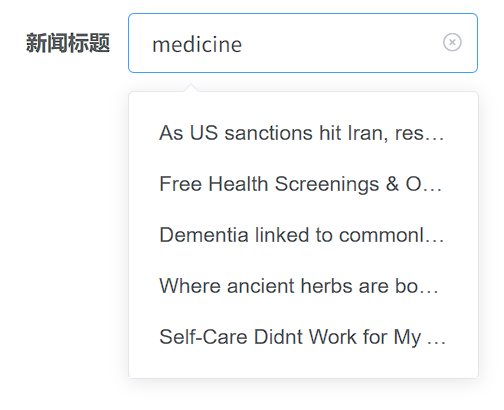 新闻标题
medicine
As US sanctions hit Iran, res...
Free Health Screenings & O...
Dementia linked to commonl...
Where ancient herbs are bo...
Self-Care Didnt Work for My ...